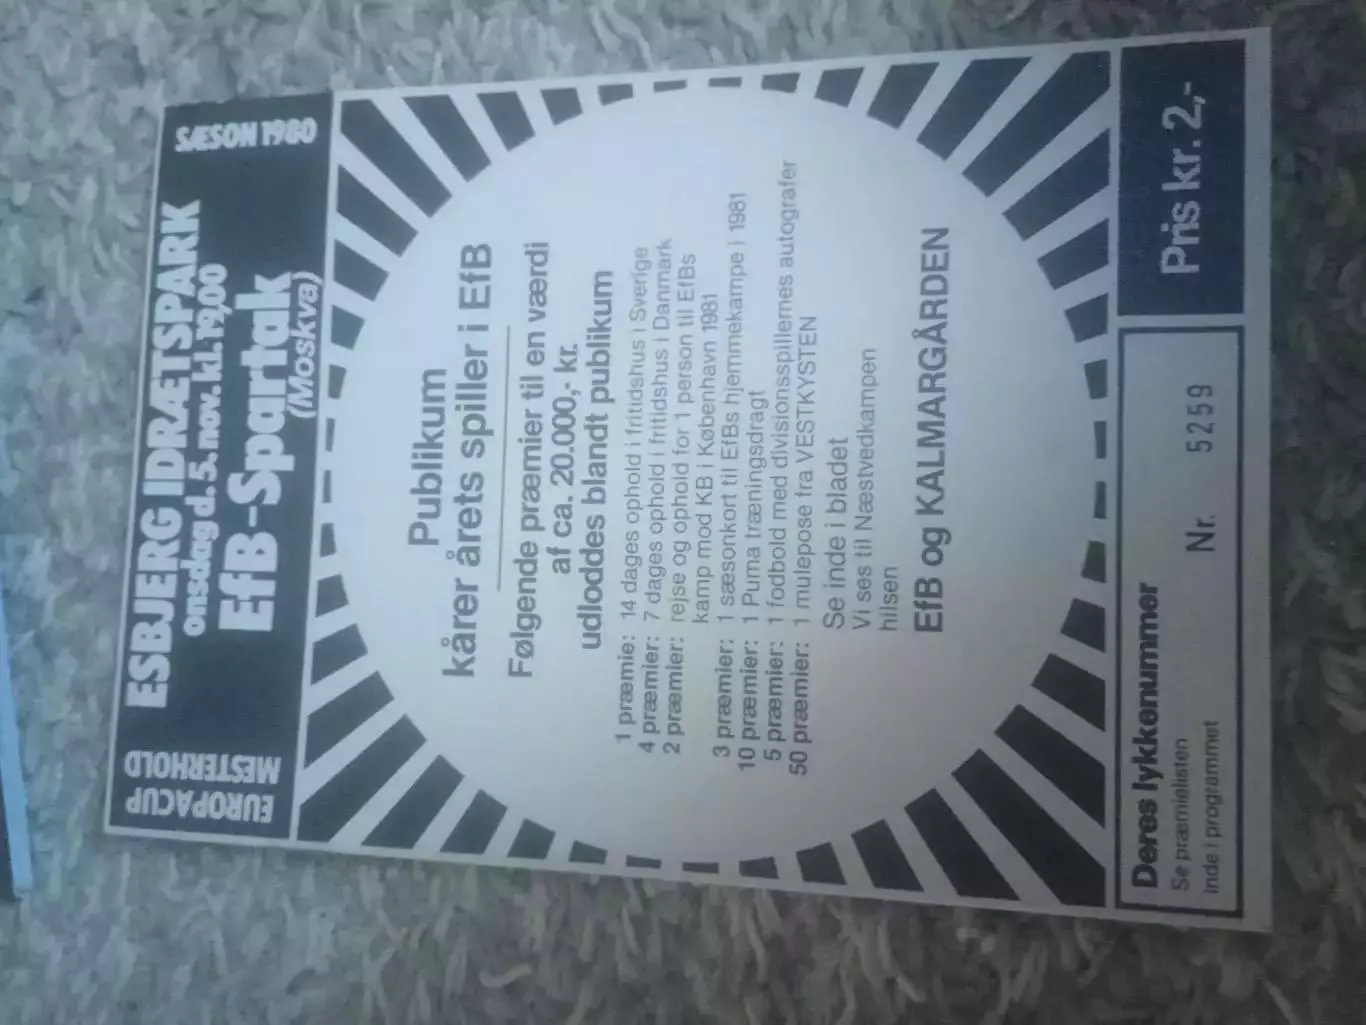 EUROPACUP
MESTERHOLD
ESBJERG IDRÆTSPARK
onsdag d. 5. nov. kl. 19,00
EfB-Spartak
(Moskva)
SÆSON 1980
Publikum
kårer årets spiller i EfB
Følgende præmier til en værdi
af ca. 20.000,- kr.
udloddes blandt publikum
1 præmie: 14 dages ophold i fritidshus i Sverige
4 præmier: 7 dages ophold i fritidshus i Danmark
2 præmier: rejse og ophold for 1 person til EfBs
kamp mod KB i København 1981
3 præmier: 1 sæsonkort til EfBs hjemmekampe i 1981
10 præmier: 1 Puma træningsdragt
5 præmier: 1 fodbold med divisionsspillernes autografer
50 præmier: 1 mulepose fra VESTKYSTEN
Se inde i bladet
Vi ses til Næstvedkampen
hilsen
EfB og KALMARGÅRDEN
Deres lykkenummer
Se præmielisten
inde i programmet
Nr. 5259
Pris kr. 2,-